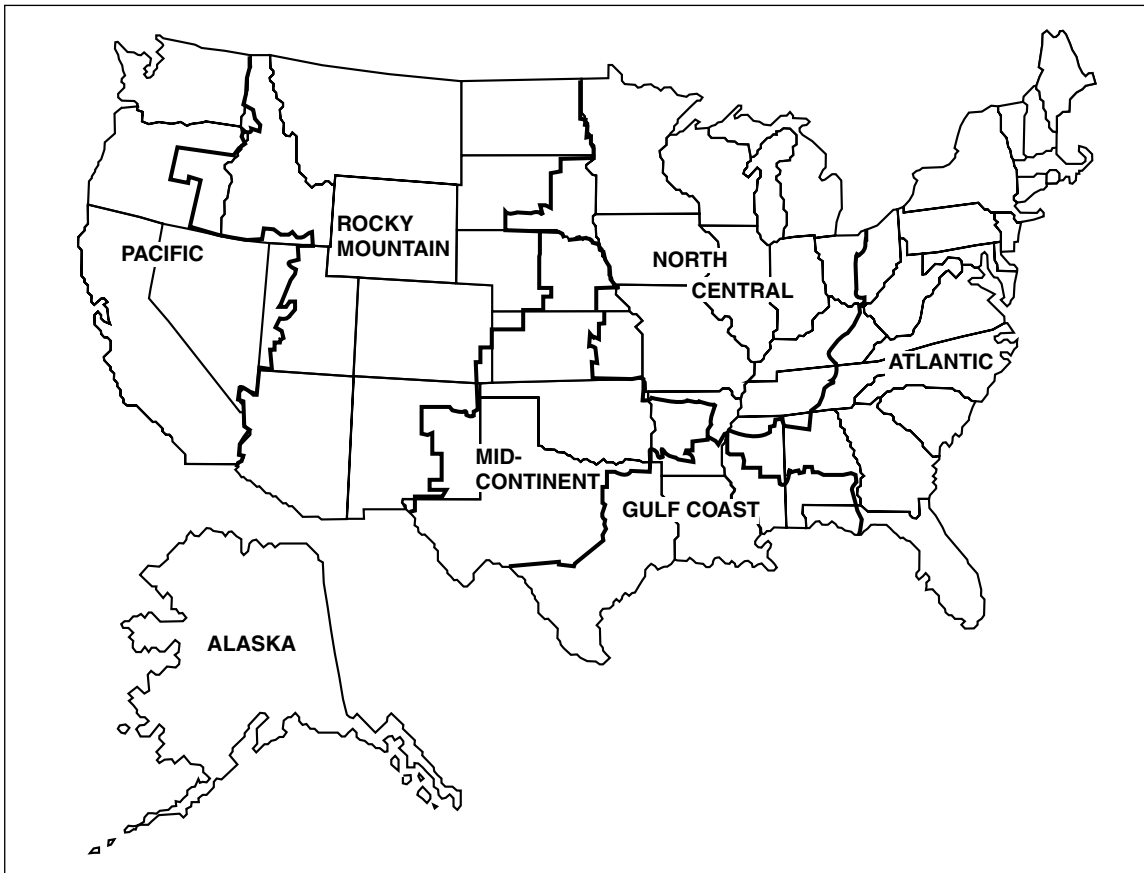 ROCKY
MOUNTAIN
PACIFIC
NORTH
CENTRAL
ATLANTIC
MID-
CONTINENT
GULF COAST
ALASKA